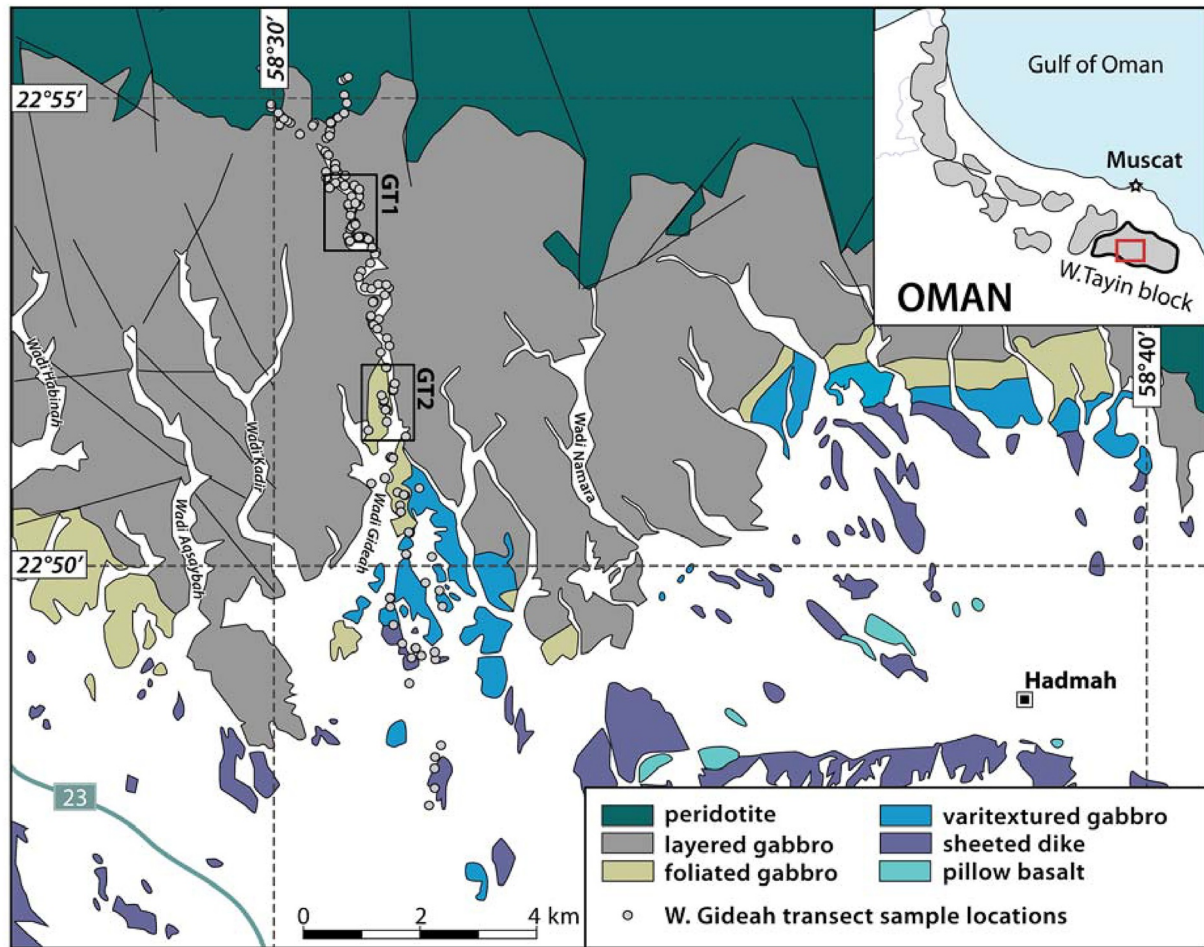 58°30'
22°55'
GT1
Gulf of Oman
Muscat
W.Tayin block
OMAN
GT2
58°40'
Wadi Habinah
Wadi Kadir
Wadi Aqsaybah
Wadi Gideah
Wadi Namara
22°50'
Hadmah
23
peridotite
layered gabbro
foliated gabbro
varitextured gabbro
sheeted dike
pillow basalt
W. Gideah transect sample locations
0 2 4 km